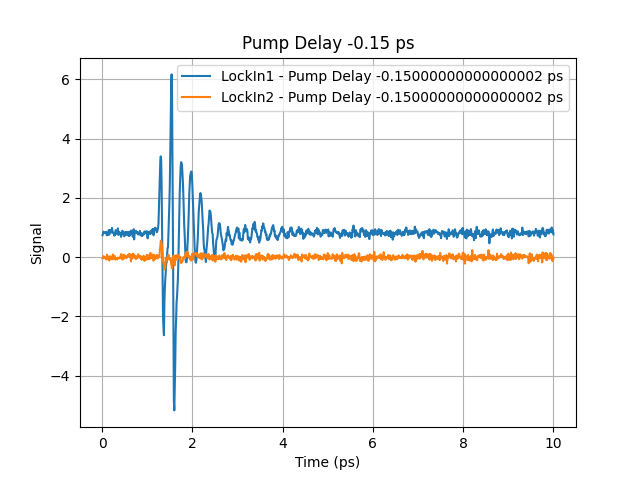 Pump Delay -0.15 ps
LockIn1 - Pump Delay -0.15000000000000002 ps
LockIn2 - Pump Delay -0.15000000000000002 ps
6
4
2
0
−2
−4
Signal
0 2 4 6 8 10
Time (ps)